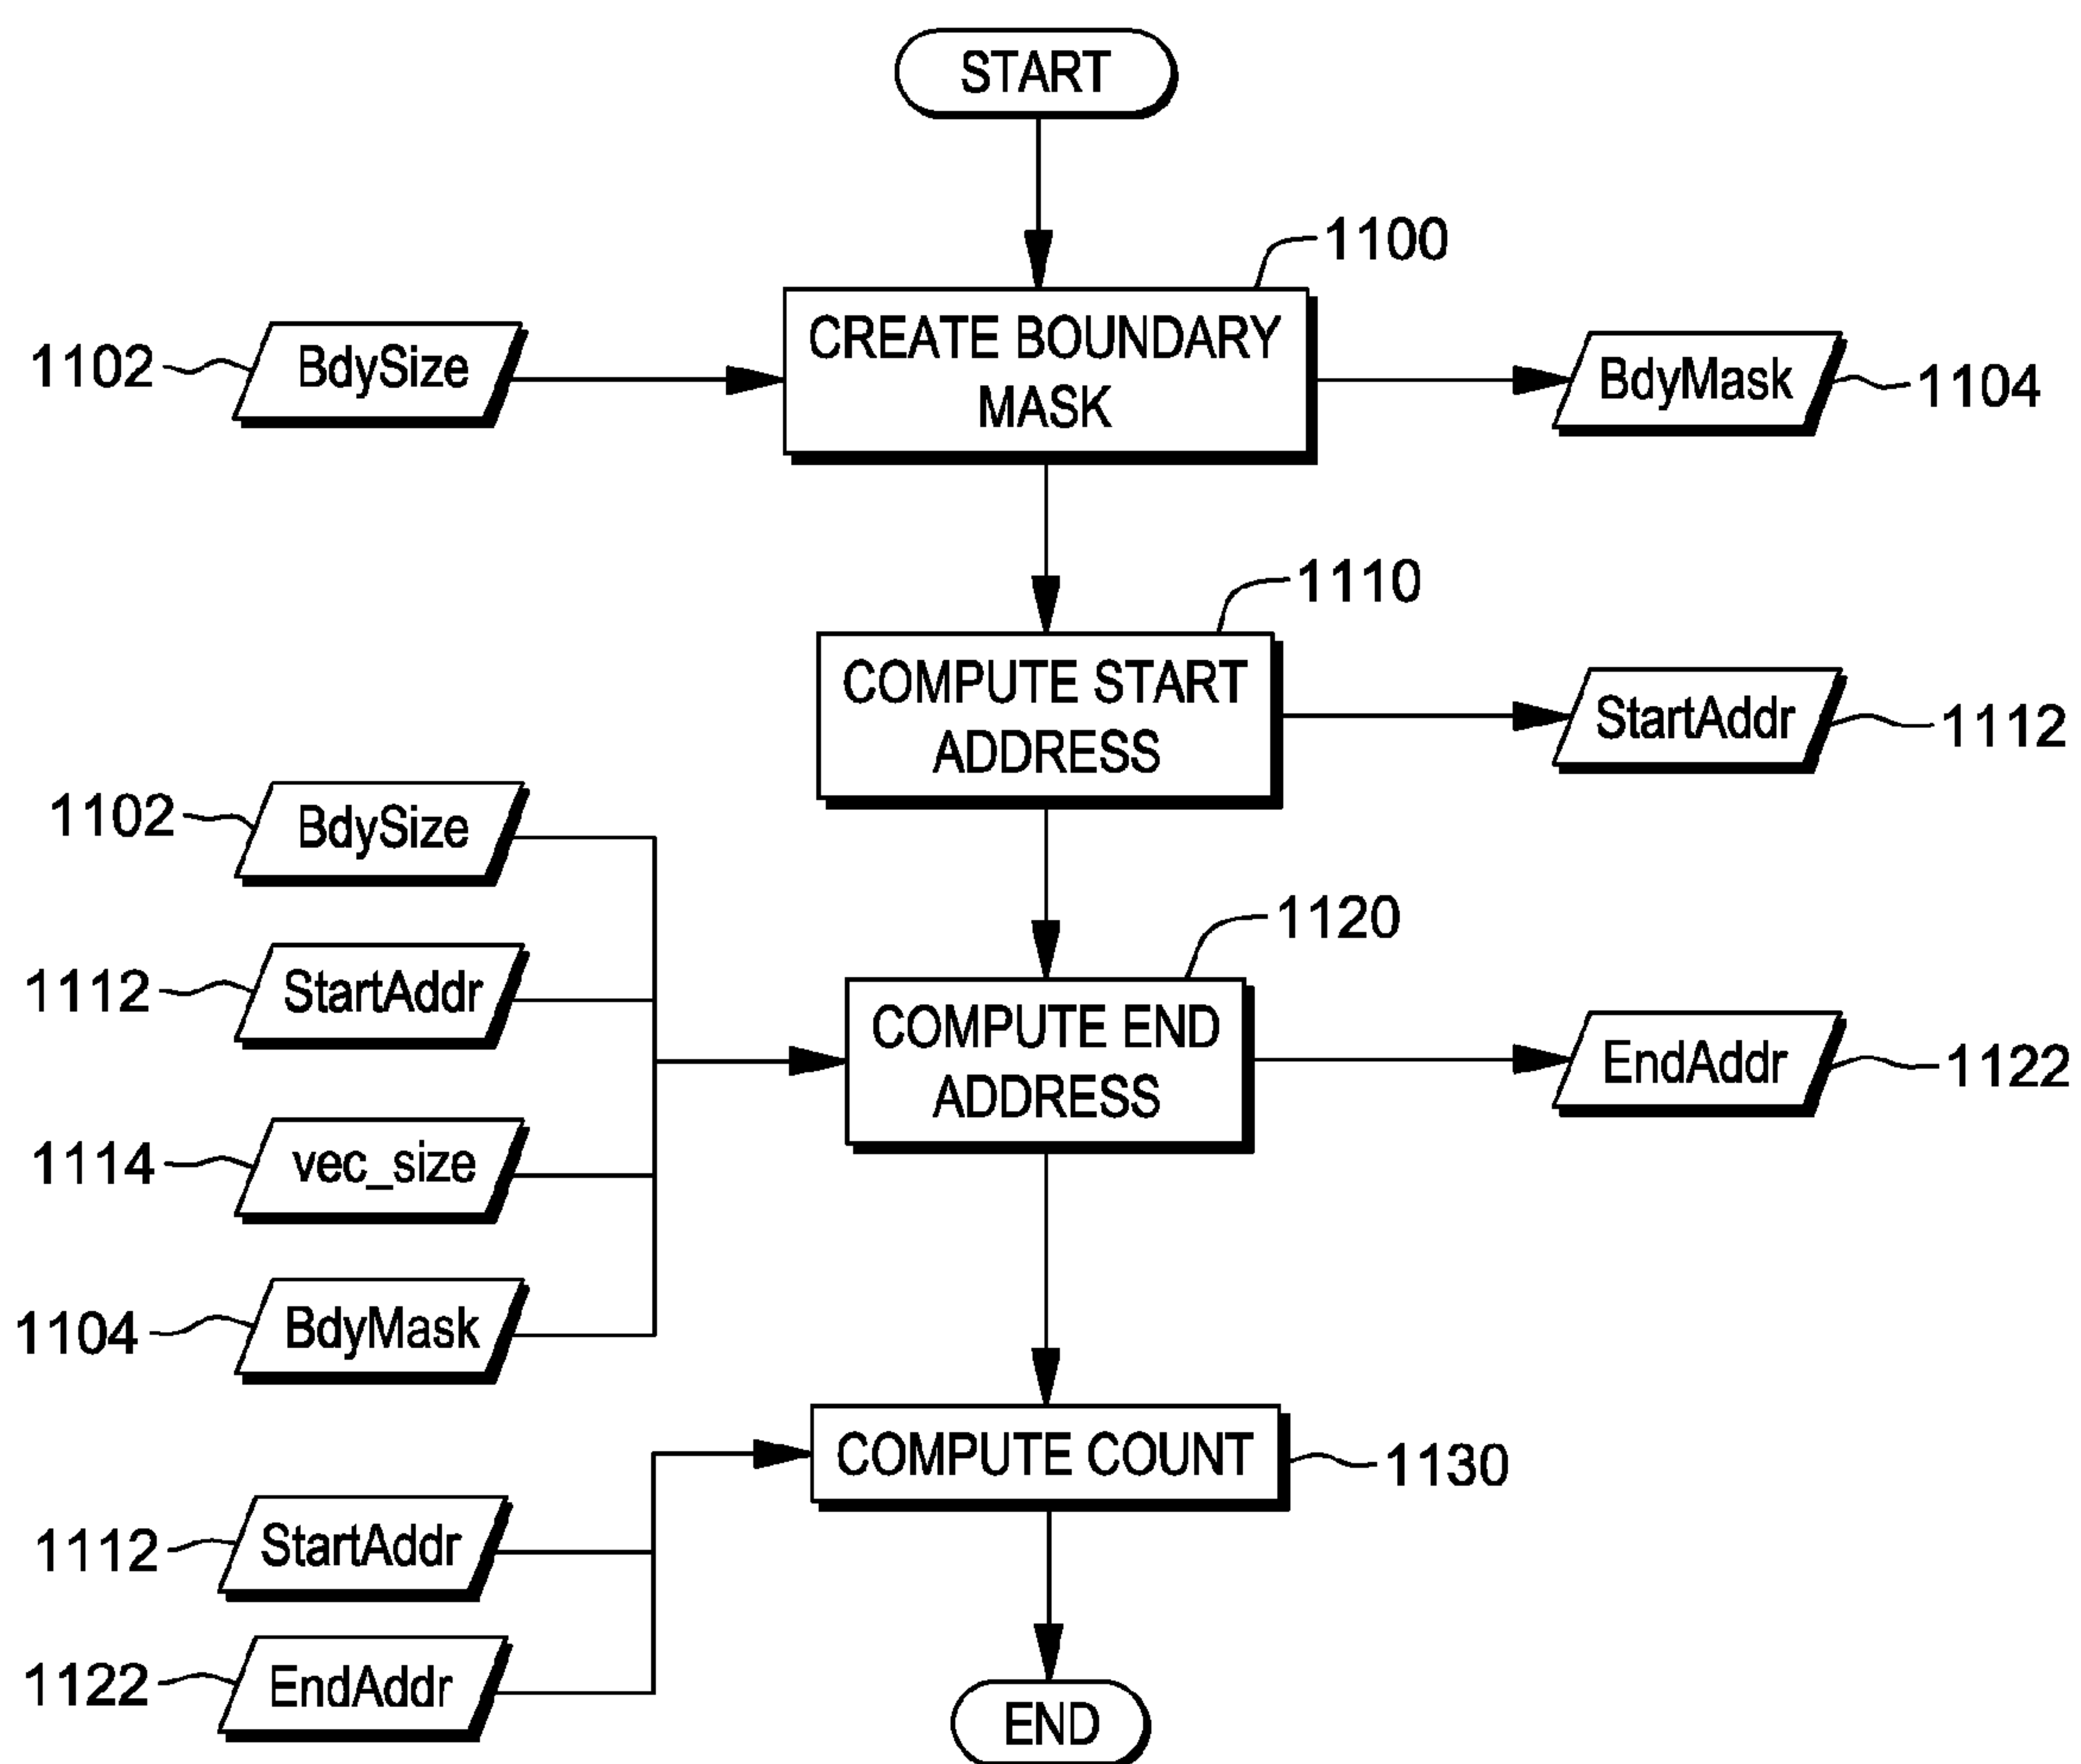 START
1100
1102
BdySize
CREATE BOUNDARY
MASK
BdyMask
1104
1110
COMPUTE START
ADDRESS
StartAddr
1112
1102
BdySize
1112
StartAddr
1120
COMPUTE END
ADDRESS
EndAddr
1122
1114
vec_size
1104
BdyMask
COMPUTE COUNT
1130
1112
StartAddr
1122
EndAddr
END